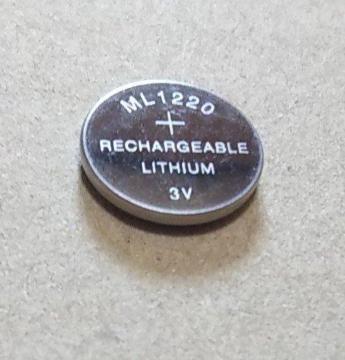 ML1220
+
RECHARGEABLE
LITHIUM
3V